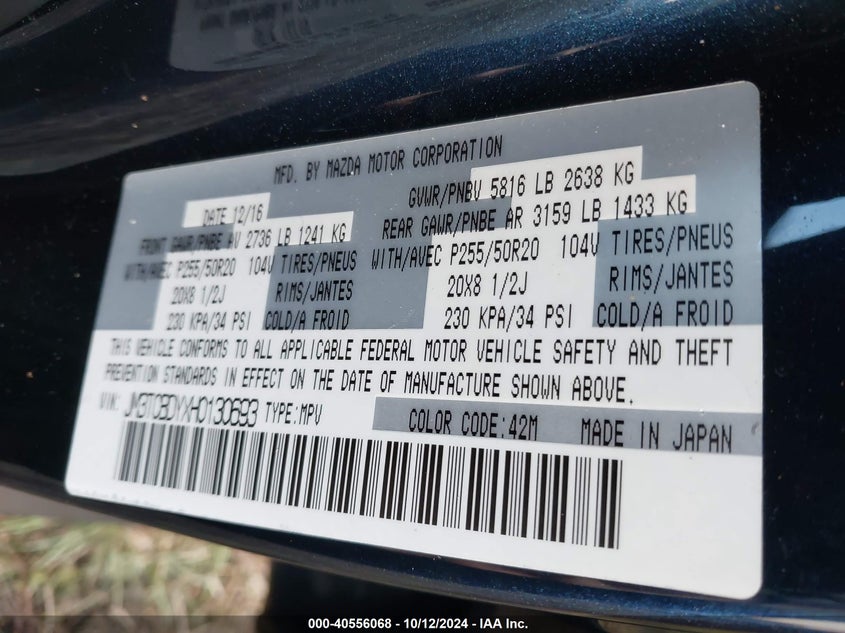 MFD. BY MAZDA MOTOR CORPORATION
DATE 12/16
GVWR/PNBV 5816 LB 2638 KG
FRONT GAWR/PNBE AV 2736 LB 1241 KG
REAR GAWR/PNBE AR 3159 LB 1433 KG
WITH/AVEC P255/50R20 104V TIRES/PNEUS
WITH/AVEC P255/50R20 104V TIRES/PNEUS
20X8 1/2J RIMS/JANTES
20X8 1/2J RIMS/JANTES
230 KPA/34 PSI COLD/A FROID
230 KPA/34 PSI COLD/A FROID
THIS VEHICLE CONFORMS TO ALL APPLICABLE FEDERAL MOTOR VEHICLE SAFETY AND THEFT
PREVENTION STANDARDS IN EFFECT ON THE DATE OF MANUFACTURE SHOWN ABOVE.
VIN: JM3TCBDYXH0130693 TYPE:MPV
COLOR CODE:42M MADE IN JAPAN
000-40556068 - 10/12/2024 - IAA Inc.